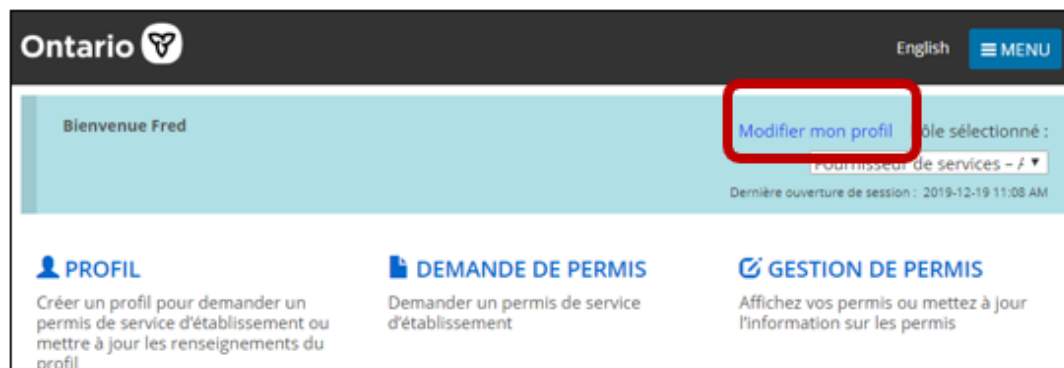 Ontario
English
MENU
Bienvenue Fred
Modifier mon profil
sélectionné :
de services –
Dernière ouverture de session : 2019-12-19 11:08 AM
PROFIL
Créer un profil pour demander un
permis de service d'établissement ou
mettre à jour les renseignements du
profil
DEMANDE DE PERMIS
Demander un permis de service
d'établissement
GESTION DE PERMIS
Affichez vos permis ou mettez à jour
l'information sur les permis